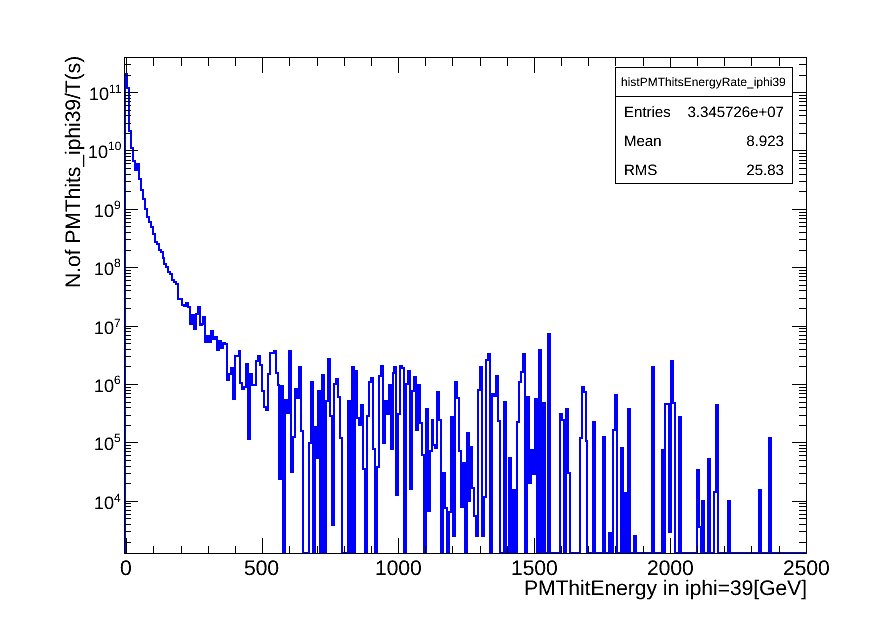 N.of PMThits_iphi39/T(s)
histPMThitsEnergyRate_iphi39
Entries 3.345726e+07
Mean 8.923
RMS 25.83
10^11
10^10
10^9
10^8
10^7
10^6
10^5
10^4
0 500 1000 1500 2000 2500
PMThitEnergy in iphi=39[GeV]